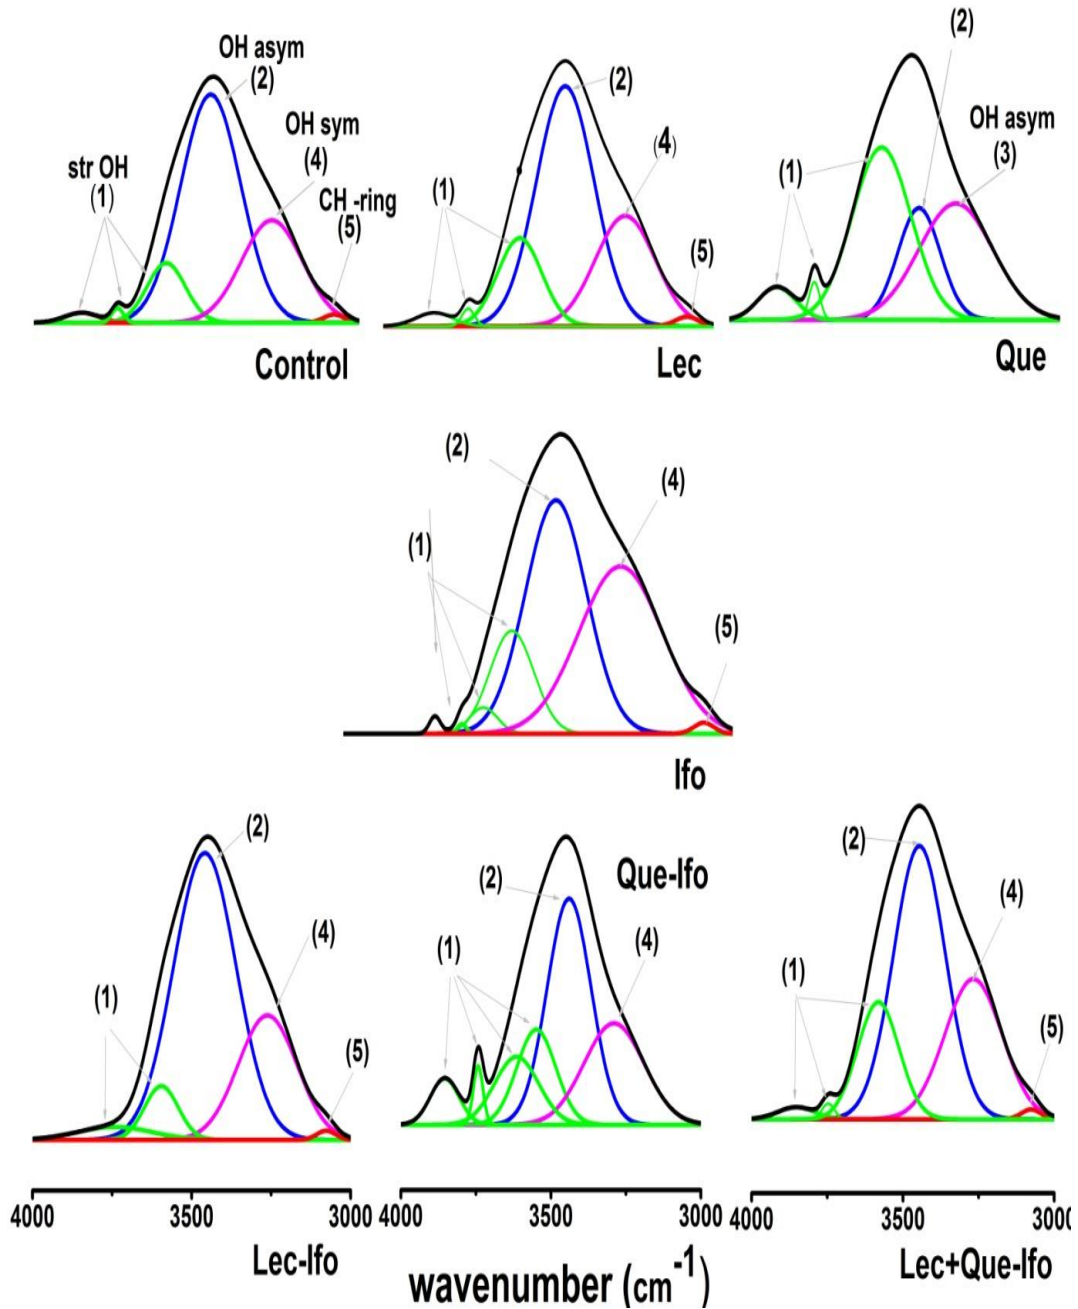 OH asym
(2)
OH sym
(4)
str OH
(1)
CH -ring
(5)
Control
(2)
(4)
(1)
(5)
Lec
(2)
OH asym
(3)
(1)
Que
(2)
(4)
(1)
(5)
Ifo
(2)
(4)
(1)
(5)
4000 3500 3000
Lec-Ifo
Que-Ifo
(2)
(4)
(1)
4000 3500 3000
(2)
(4)
(1)
(5)
4000 3500 3000
Lec+Que-Ifo
wavenumber (cm⁻¹)